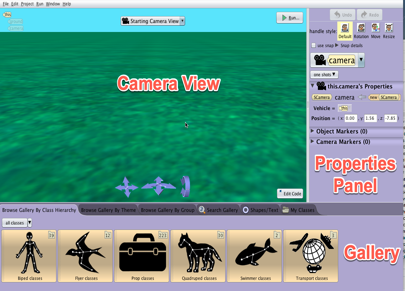 File Edit Project Run Window Help
this
Starting Camera View
Run...
Undo
Redo
handle style:
Default Rotation Move Resize
use snap Snap details
camera
one shots
this.camera's Properties
SCamera camera new SCamera
Vehicle = this
Position = (x: 0.00 y: 1.56 z: -7.85
Object Markers (0)
Camera Markers (0)
Camera View
Properties
Panel
Edit Code
Browse Gallery By Class Hierarchy Browse Gallery By Theme Browse Gallery By Group Search Gallery Shapes/Text My Classes
all classes
Biped classes
Flyer classes
Prop classes
Quadruped classes
Swimmer classes
Transport classes
Gallery